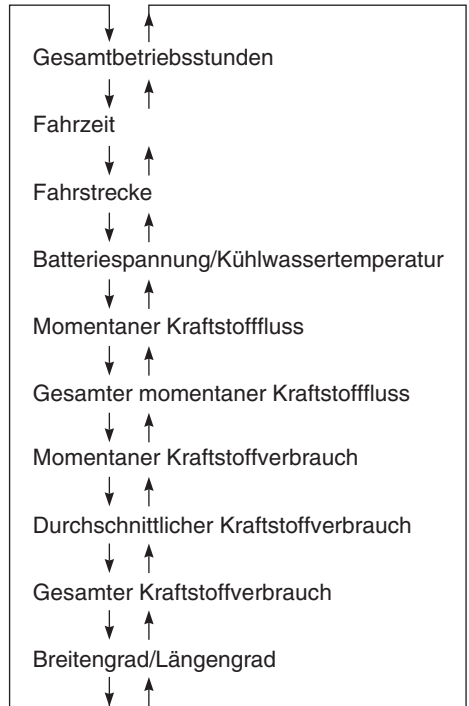 Gesamtbetriebsstunden
Fahrzeit
Fahrstrecke
Batteriespannung/Kühlwassertemperatur
Momentaner Kraftstofffluss
Gesamter momentaner Kraftstofffluss
Momentaner Kraftstoffverbrauch
Durchschnittlicher Kraftstoffverbrauch
Gesamter Kraftstoffverbrauch
Breitengrad/Längengrad